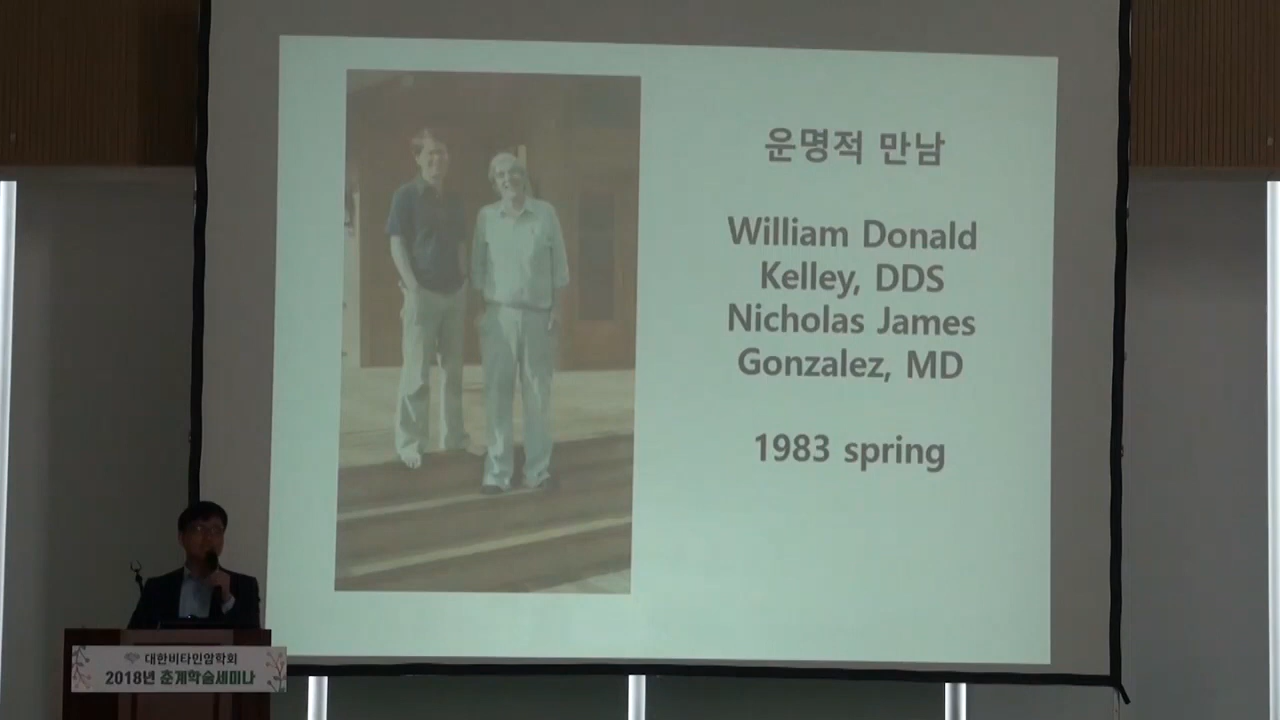 운명적 만남
William Donald
Kelley, DDS
Nicholas James
Gonzalez, MD
1983 spring
대한비타민암학회
2018년 춘계학술세미나